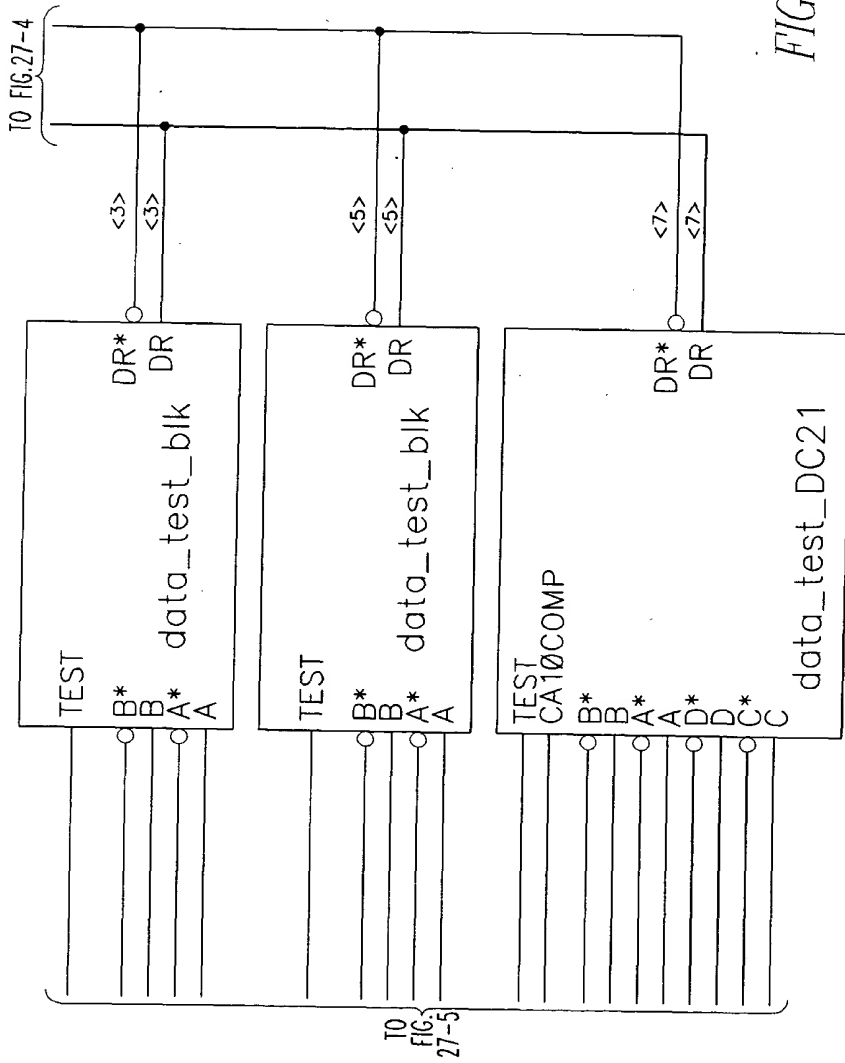 TO FIG.27-4
<3>
<3>
TEST
B*
B
A*
A
DR*
DR
data_test_blk
<5>
<5>
TEST
B*
B
A*
A
DR*
DR
data_test_blk
<7>
<7>
TEST
CA1ØCOMP
B*
B
A*
A
D*
D
C*
C
DR*
DR
data_test_DC21
TO
FIG.
27-5
FIG